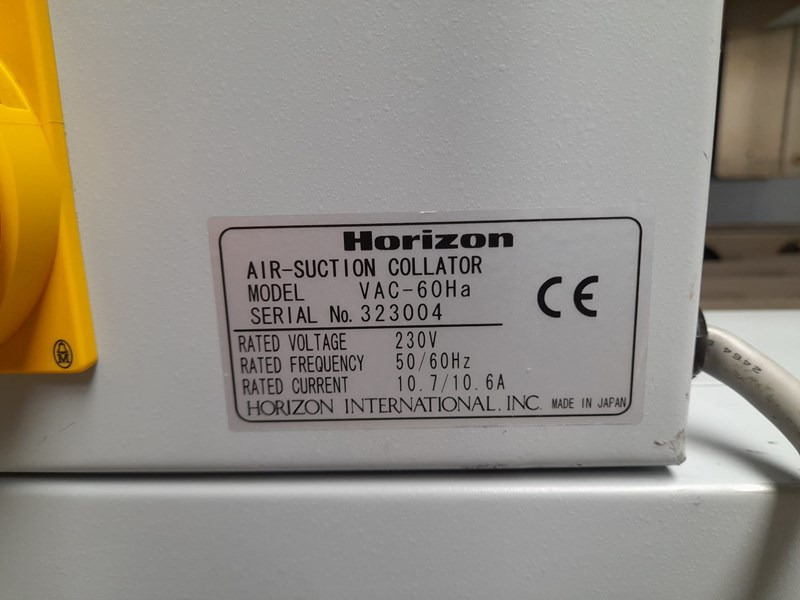 Horizon
AIR-SUCTION COLLATOR
MODEL VAC-60Ha
SERIAL No. 323004
CE
RATED VOLTAGE 230V
RATED FREQUENCY 50/60Hz
RATED CURRENT 10.7/10.6A
HORIZON INTERNATIONAL, INC. MADE IN JAPAN
2464